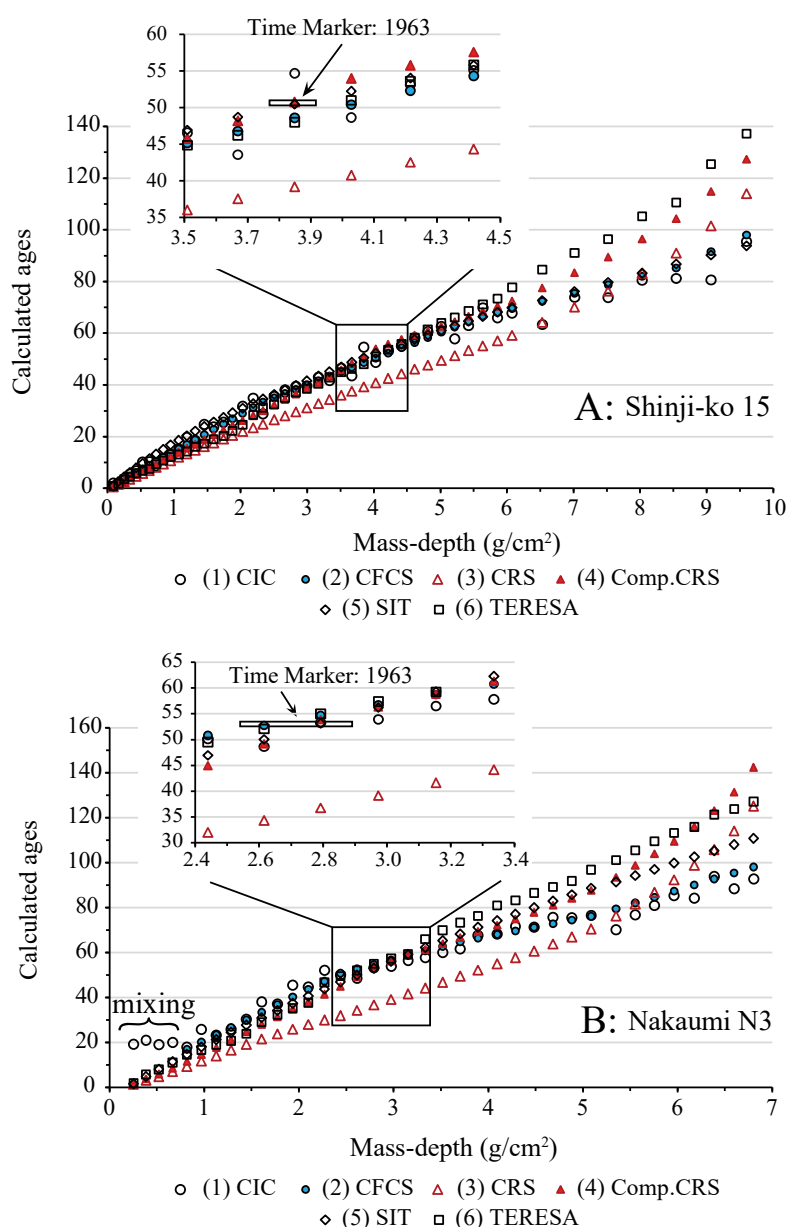 Time Marker: 1963
60
55
50
45
40
35
3.5 3.7 3.9 4.1 4.3 4.5
140
120
100
80
60
40
20
0
Calculated ages
A: Shinji-ko 15
0 1 2 3 4 5 6 7 8 9 10
Mass-depth (g/cm²)
(1) CIC (2) CFCS (3) CRS (4) Comp.CRS
(5) SIT (6) TERESA
65
60
55
50
45
40
35
30
Time Marker: 1963
2.4 2.6 2.8 3.0 3.2 3.4
160
140
120
100
80
60
40
20
0
Calculated ages
mixing
B: Nakaumi N3
0 1 2 3 4 5 6 7
Mass-depth (g/cm²)
(1) CIC (2) CFCS (3) CRS (4) Comp.CRS
(5) SIT (6) TERESA